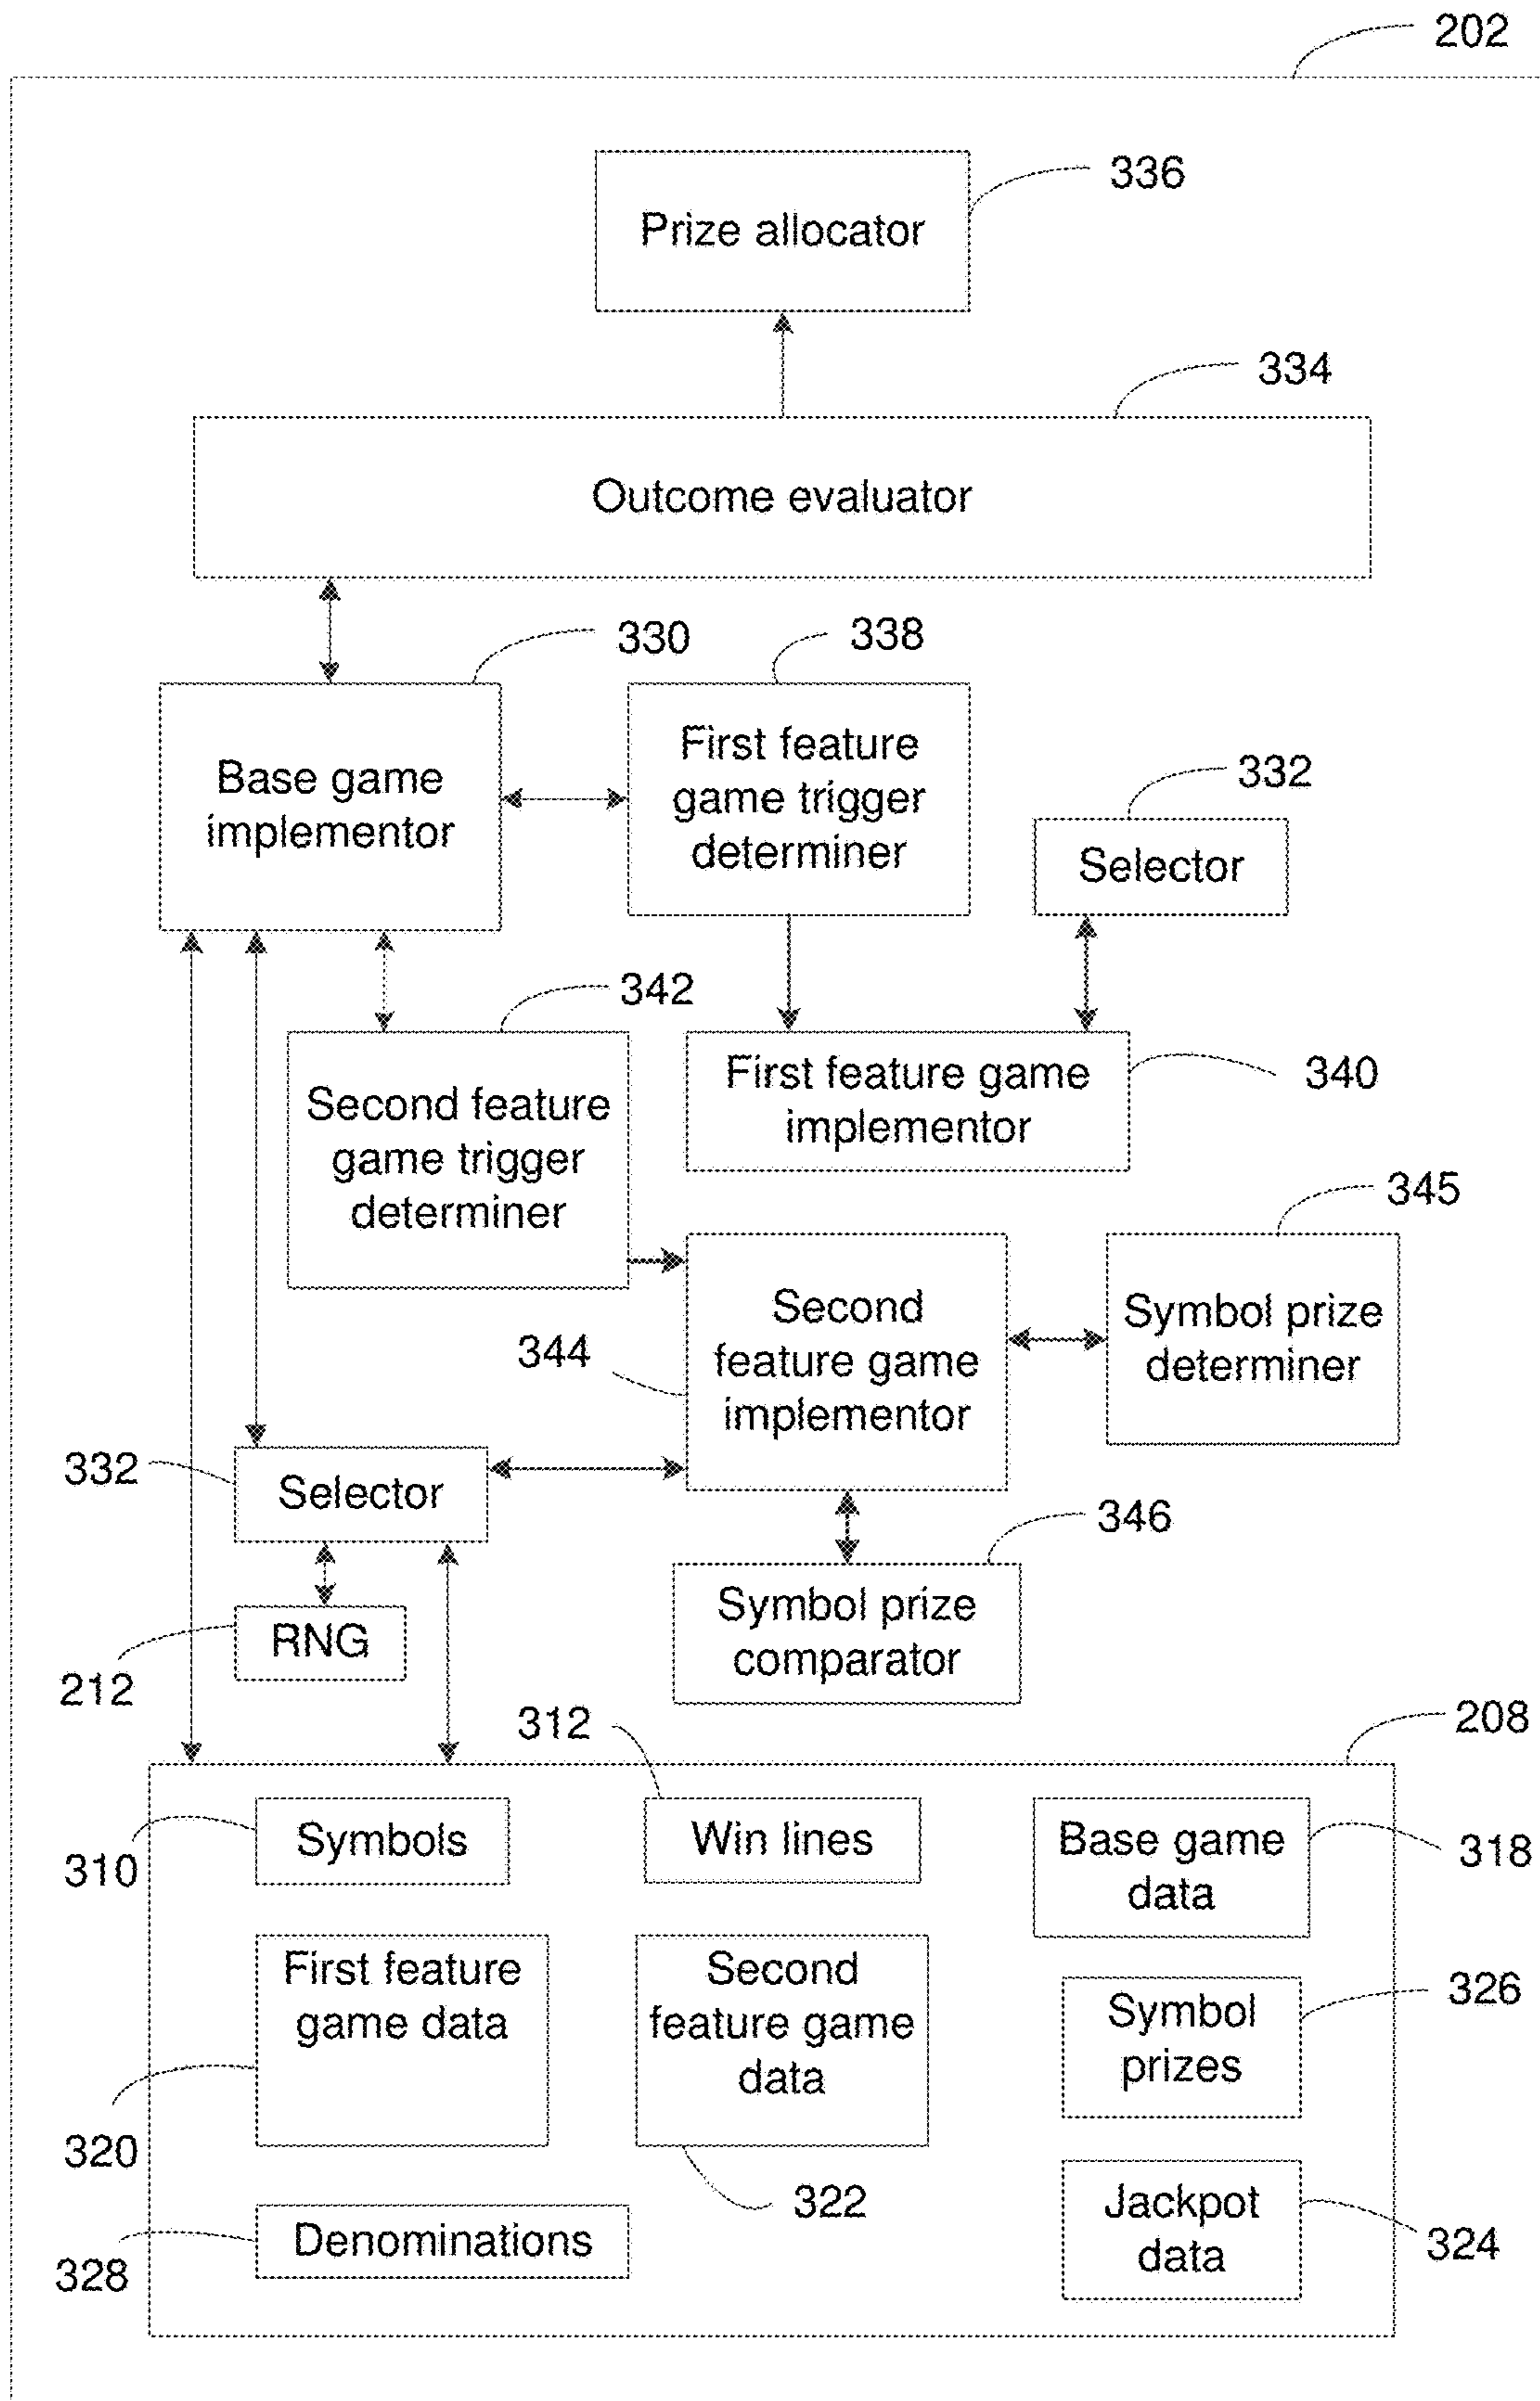 202
336
Prize allocator
334
Outcome evaluator
330
338
Base game
implementor
First feature
game trigger
determiner
332
Selector
342
Second feature
game trigger
determiner
First feature game
implementor
340
345
344
Second
feature game
implementor
Symbol prize
determiner
332
Selector
346
Symbol prize
comparator
RNG
212
312
208
310
Symbols
Win lines
Base game
data
318
First feature
game data
Second
feature game
data
Symbol
prizes
326
320
322
Jackpot
data
324
Denominations
328